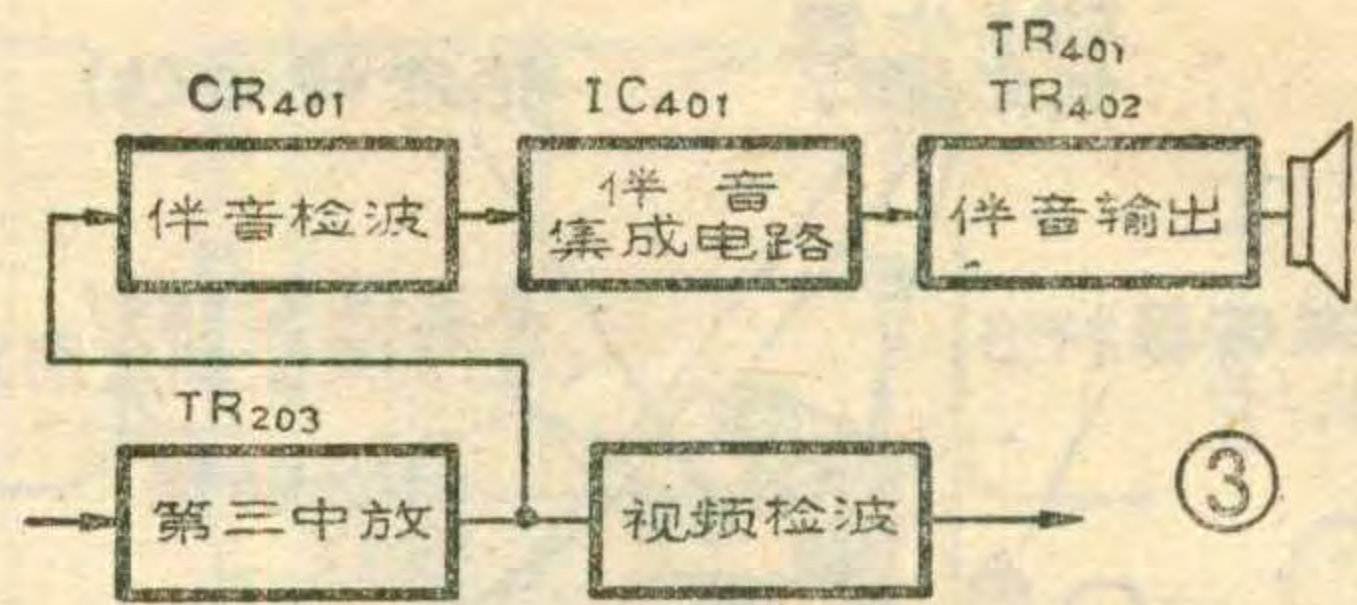 TR401
TR402
CR401
IC401
伴音检波
伴音
集成电路
伴音输出
TR203
第三中放
视频检波
③